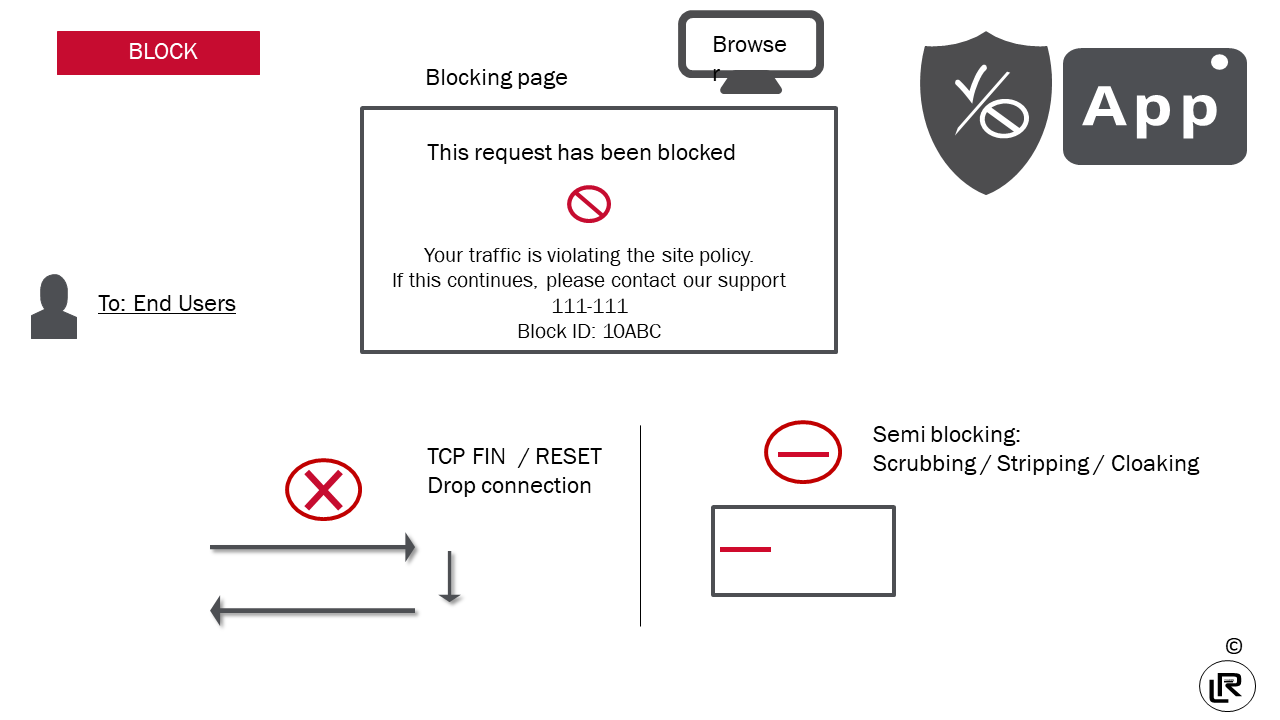 BLOCK
Browse
r
Blocking page
App
This request has been blocked
Your traffic is violating the site policy.
If this continues, please contact our support
111-111
Block ID: 10ABC
To: End Users
TCP FIN / RESET
Drop connection
Semi blocking:
Scrubbing / Stripping / Cloaking
©
LR